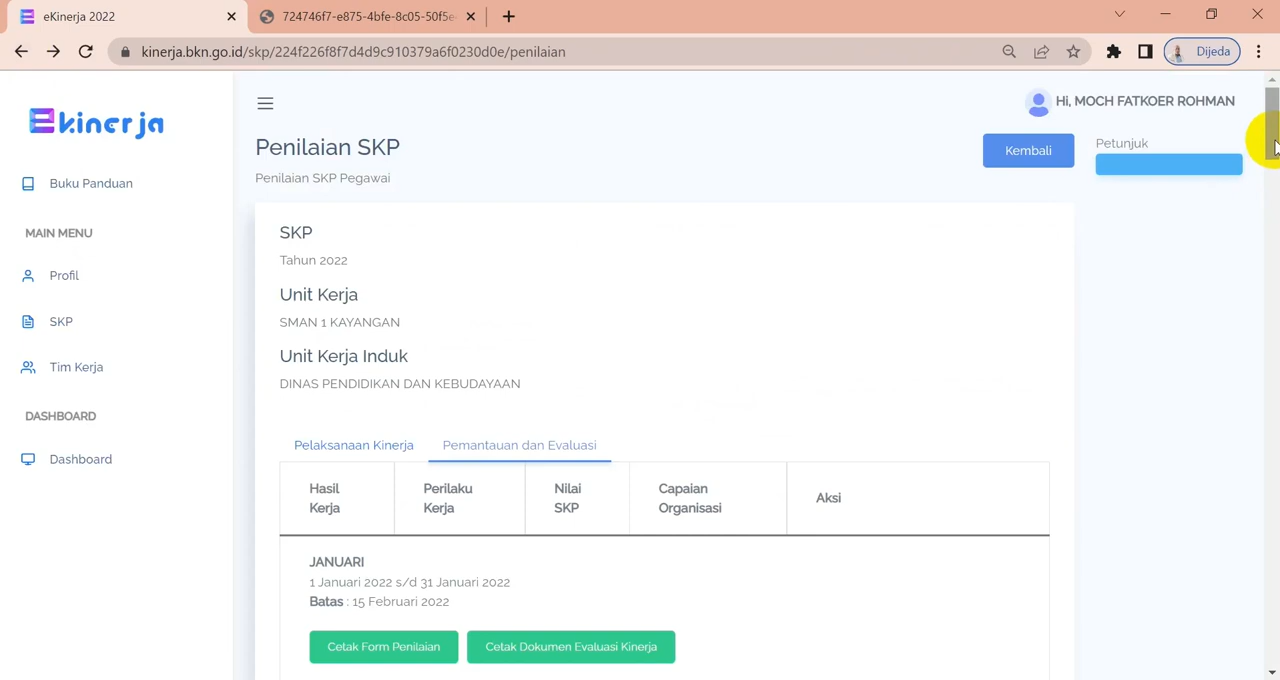 eKinerja 2022
724746f7-e875-4bfe-8c05-50f5e
kinerja.bkn.go.id/skp/224f226f8f7d4d9c910379a6f0230d0e/penilaian
Dijeda
Ekinerja
Hi, MOCH FATKOER ROHMAN
Penilaian SKP
Kembali
Petunjuk
Penilaian SKP Pegawai
Buku Panduan
MAIN MENU
Profil
SKP
Tim Kerja
DASHBOARD
Dashboard
SKP
Tahun 2022
Unit Kerja
SMAN 1 KAYANGAN
Unit Kerja Induk
DINAS PENDIDIKAN DAN KEBUDAYAAN
Pelaksanaan Kinerja
Pemantauan dan Evaluasi
Hasil
Kerja
Perilaku
Kerja
Nilai
SKP
Capaian
Organisasi
Aksi
JANUARI
1 Januari 2022 s/d 31 Januari 2022
Batas : 15 Februari 2022
Cetak Form Penilaian
Cetak Dokumen Evaluasi Kinerja